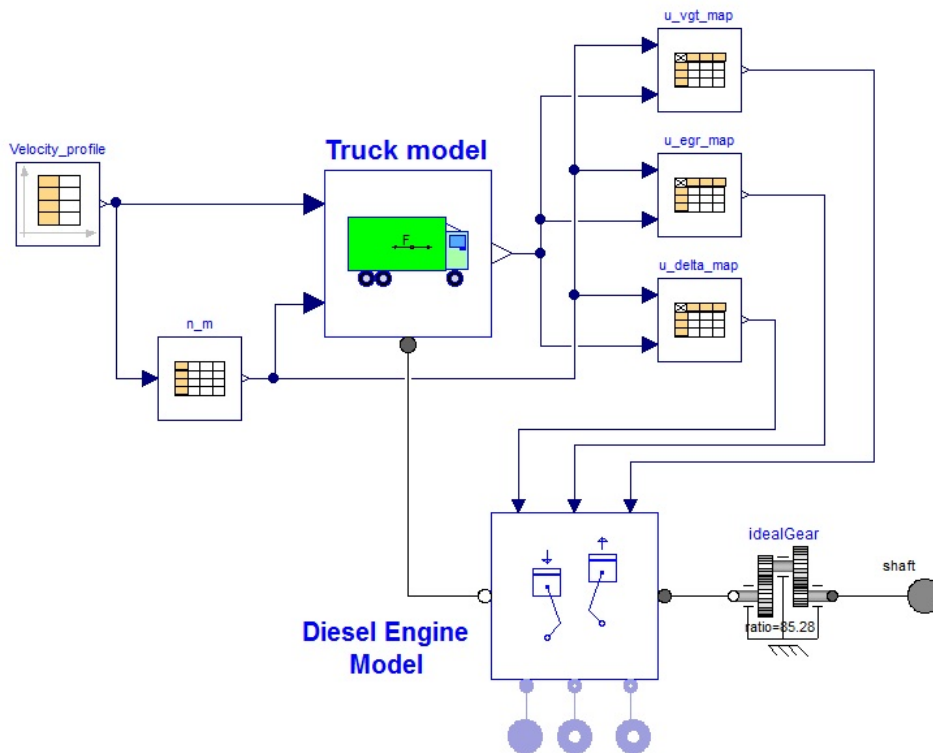 u_vgt_map
Velocity_profile
Truck model
u_egr_map
F
u_delta_map
n_m
idealGear
shaft
ratio=85.28
Diesel Engine
Model